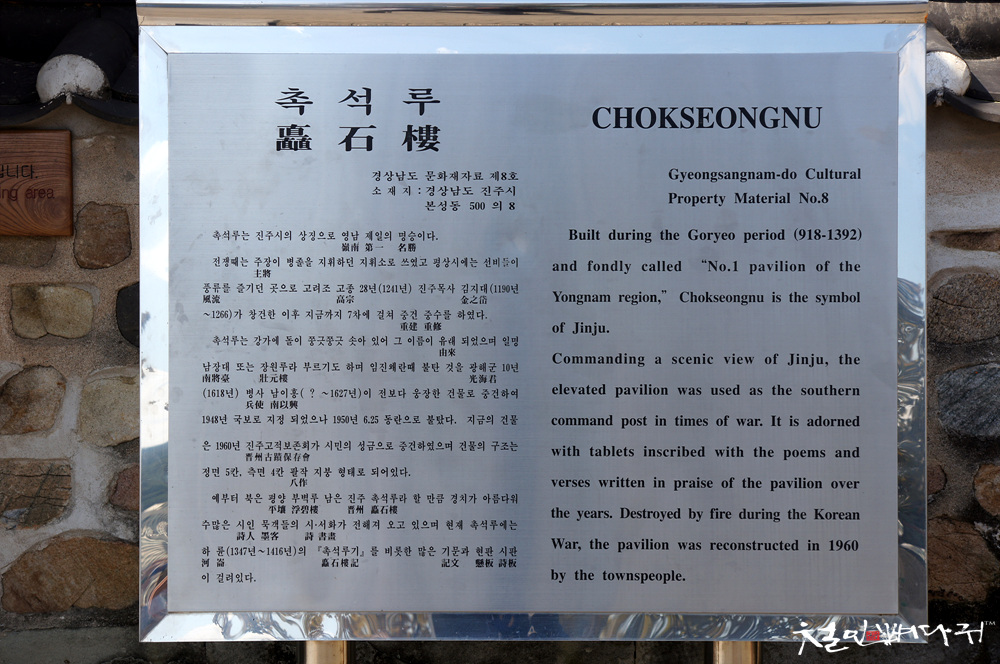 촉 석 루
矗 石 樓
경상남도 문화재자료 제8호
소 재 지 : 경상남도 진주시
본성동 500 의 8
촉석루는 진주시의 상징으로 영남 제일의 명승이다.
嶺南 第一 名勝
전쟁때는 주장이 병졸을 지휘하던 지휘소로 쓰였고 평상시에는 선비들이
主將
풍류를 즐기던 곳으로 고려조 고종 28년(1241년) 진주목사 김지대(1190년
風流 高宗 金之岱
~1266)가 창건한 이후 지금까지 7차에 걸쳐 중건 중수를 하였다.
重建 重修
촉석루는 강가에 돌이 쫑긋쫑긋 솟아 있어 그 이름이 유래 되었으며 일명
由來
남장대 또는 장원루라 부르기도 하며 임진왜란때 불탄 것을 광해군 10년
南將臺 壯元樓 光海君
(1618년) 병사 남이흥( ? ~1627년)이 전보다 웅장한 건물로 중건하여
兵使 南以興
1948년 국보로 지정 되었으나 1950년 6.25 동란으로 불탔다. 지금의 건물
은 1960년 진주고적보존회가 시민의 성금으로 중건하였으며 건물의 구조는
晋州古蹟保存會
정면 5칸, 측면 4칸 팔작 지붕 형태로 되어있다.
八作
예부터 북은 평양 부벽루 남은 진주 촉석루라 할 만큼 경치가 아름다워
平壤 浮碧樓 晋州 矗石樓
수많은 시인 묵객들의 시·서화가 전해져 오고 있으며 현재 촉석루에는
詩人 墨客 詩 書畫
하 륜(1347년~1416년)의 『촉석루기』를 비롯한 많은 기문과 현판 시판
河 崙 矗石樓記 記文 懸板 詩板
이 걸려있다.
CHOKSEONGNU
Gyeongsangnam-do Cultural
Property Material No.8
Built during the Goryeo period (918-1392)
and fondly called “No.1 pavilion of the
Yongnam region,” Chokseongnu is the symbol
of Jinju.
Commanding a scenic view of Jinju, the
elevated pavilion was used as the southern
command post in times of war. It is adorned
with tablets inscribed with the poems and
verses written in praise of the pavilion over
the years. Destroyed by fire during the Korean
War, the pavilion was reconstructed in 1960
by the townspeople.
니다.
ing area
철민빠다귀™